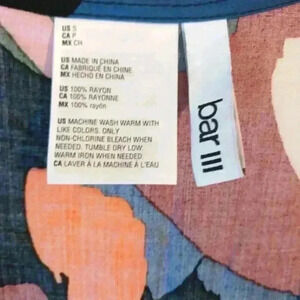 US S
CA P
MX CH
US MADE IN CHINA
CA FABRIQUÉ EN CHINE
MX HECHO EN CHINA
US 100% RAYON
CA 100% RAYONNE
MX 100% rayón
US MACHINE WASH WARM WITH
LIKE COLORS. ONLY
NON-CHLORINE BLEACH WHEN
NEEDED. TUMBLE DRY LOW.
WARM IRON WHEN NEEDED.
CA LAVER À LA MACHINE À L'EAU
bar III